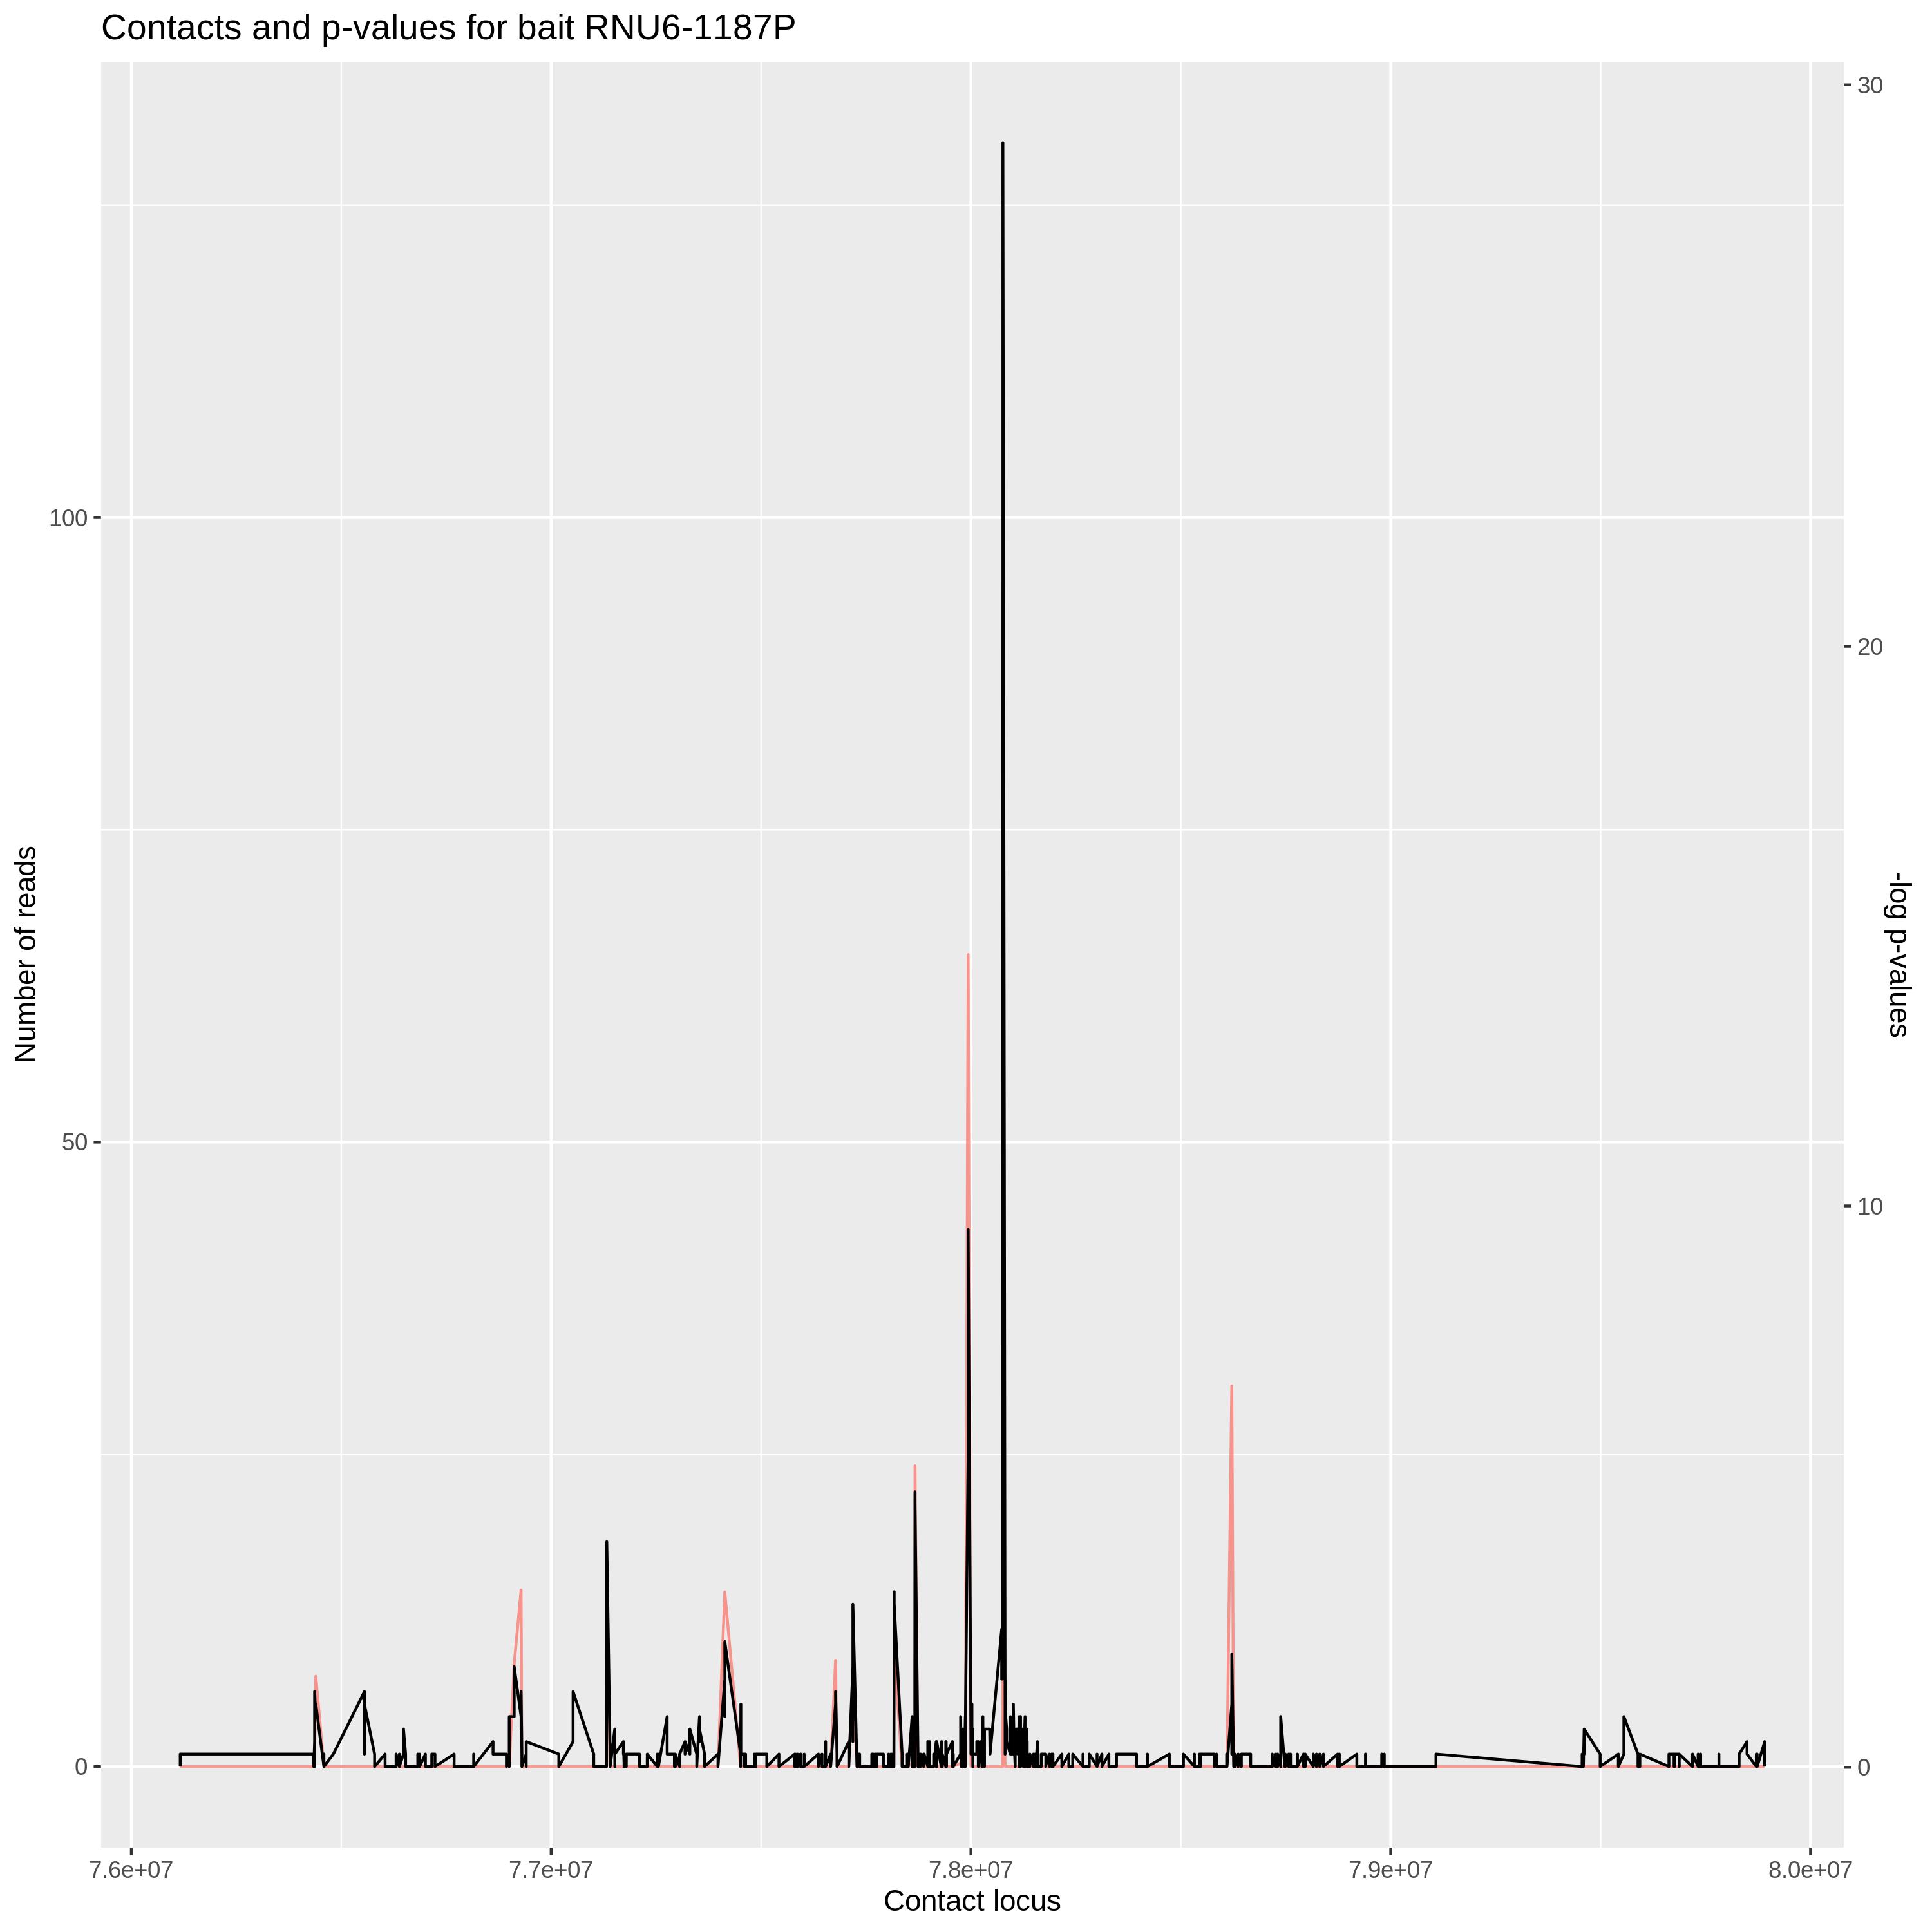 Contacts and p-values for bait RNU6-1187P
30
100
20
Number of reads
-log p-values
50
10
0
0
7.6e+07
7.7e+07
7.8e+07
7.9e+07
8.0e+07
Contact locus